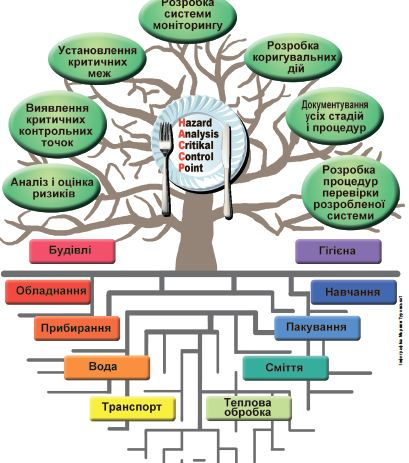 Розробка
системи
моніторингу
Установлення
критичних
меж
Розробка
коригувальних
дій
Виявлення
критичних
контрольних
точок
Hazard
Analysis
Critikal
Control
Point
Документування
усіх стадій
і процедур
Аналіз і оцінка
ризиків
Розробка
процедур
перевірки
розробленої
системи
Будівлі
Гігієна
Обладнання
Навчання
Прибирання
Пакування
Вода
Сміття
Транспорт
Теплова
обробка